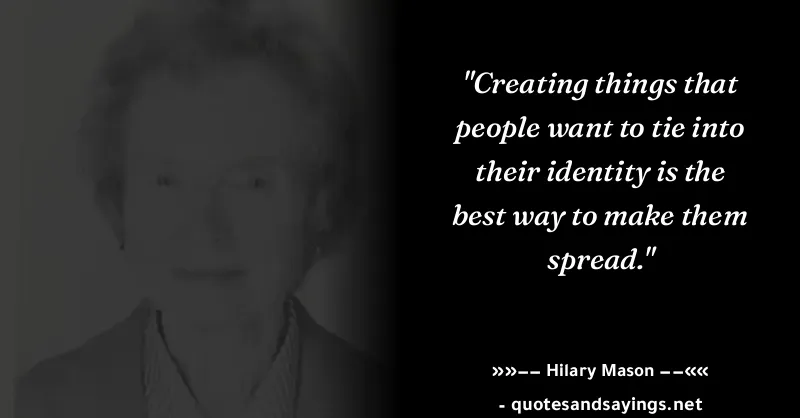 "Creating things that
people want to tie into
their identity is the
best way to make them
spread."
»»−− Hilary Mason −−««
- quotesandsayings.net